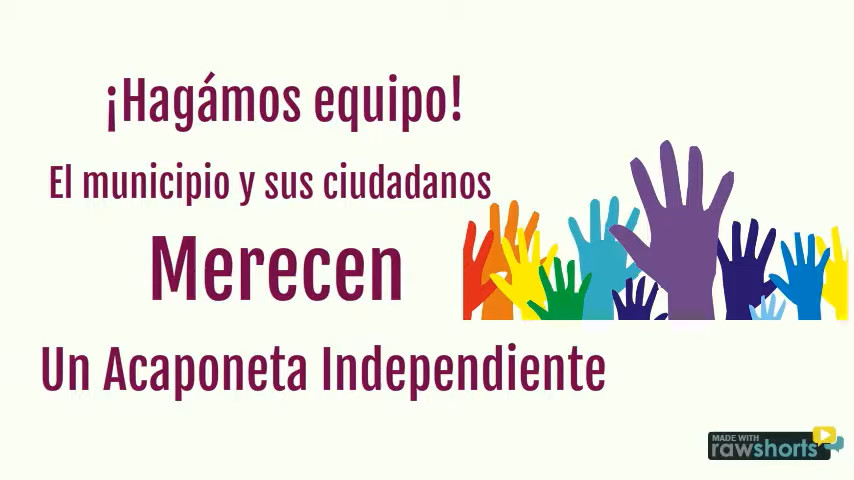 ¡Hagámos equipo!
El municipio y sus ciudadanos
Merecen
Un Acaponeta Independiente
MADE WITH
rawshorts